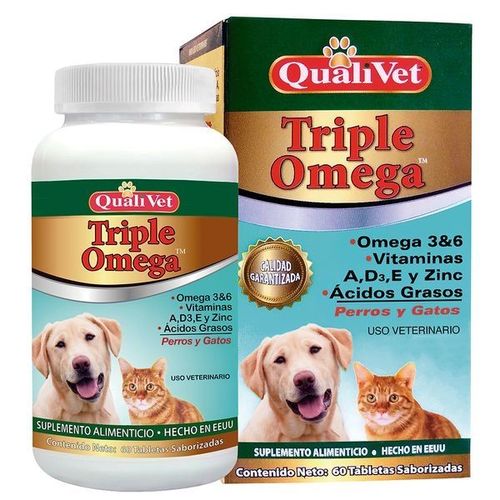 QualiVet
Triple
Omega™
• Omega 3&6
• Vitaminas
A,D3,E y Zinc
• Ácidos Grasos
Perros y Gatos
USO VETERINARIO
SUPLEMENTO ALIMENTICIO • HECHO EN EEUU
Contenido Neto: 60 Tabletas Saborizadas
QualiVet
Triple
Omega™
CALIDAD
GARANTIZADA
• Omega 3&6
• Vitaminas
A,D3,E y Zinc
• Ácidos Grasos
Perros y Gatos
USO VETERINARIO
SUPLEMENTO ALIMENTICIO • HECHO EN EEUU
Contenido Neto: 60 Tabletas Saborizadas